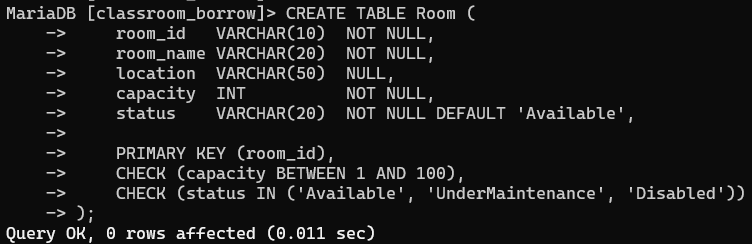 MariaDB [classroom_borrow]> CREATE TABLE Room (
    ->     room_id   VARCHAR(10)  NOT NULL,
    ->     room_name VARCHAR(20)  NOT NULL,
    ->     location  VARCHAR(50)  NULL,
    ->     capacity  INT          NOT NULL,
    ->     status    VARCHAR(20)  NOT NULL DEFAULT 'Available',
    ->
    ->     PRIMARY KEY (room_id),
    ->     CHECK (capacity BETWEEN 1 AND 100),
    ->     CHECK (status IN ('Available', 'UnderMaintenance', 'Disabled'))
    -> );
Query OK, 0 rows affected (0.011 sec)